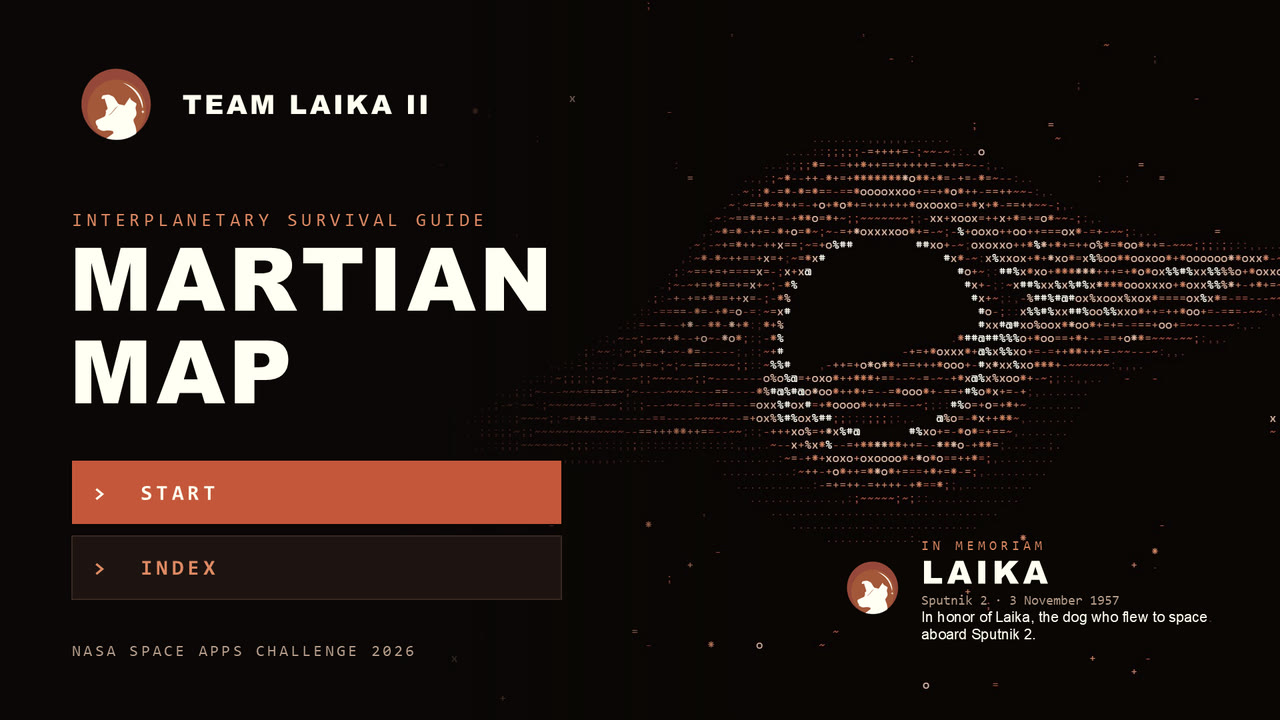 TEAM LAIKA II
INTERPLANETARY SURVIVAL GUIDE
MARTIAN
MAP
> START
> INDEX
NASA SPACE APPS CHALLENGE 2026
IN MEMORIAM
LAIKA
Sputnik 2 · 3 November 1957
In honor of Laika, the dog who flew to space
aboard Sputnik 2.